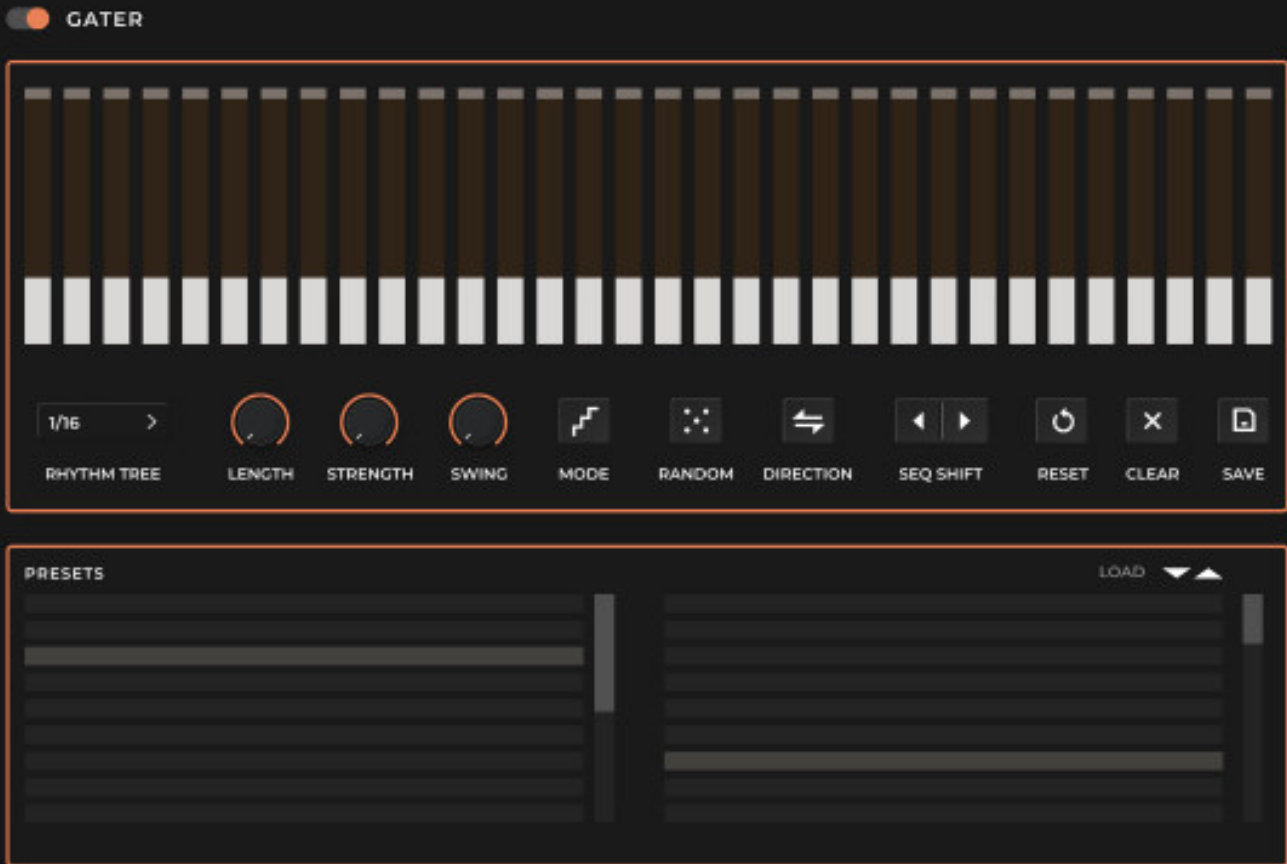 GATER
1/16
RHYTHM TREE LENGTH STRENGTH SWING MODE RANDOM DIRECTION SEQ SHIFT RESET CLEAR SAVE
PRESETS LOAD